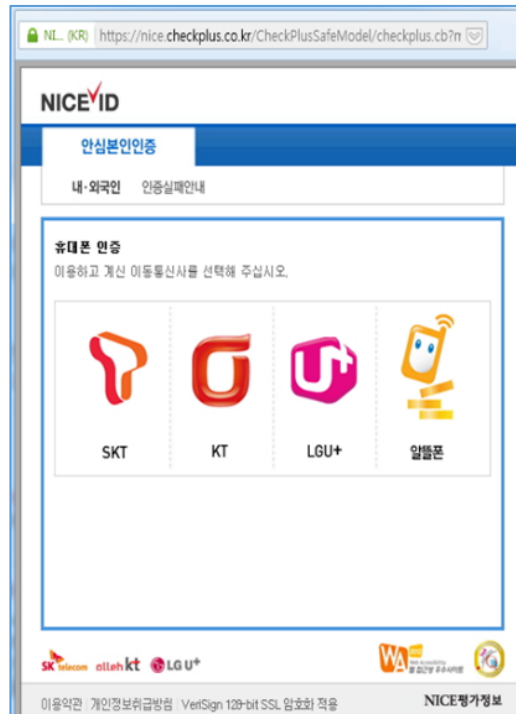 NI... (KR) https://nice.checkplus.co.kr/CheckPlusSafeModel/checkplus.cb?m
NICE ID
안심본인인증
내·외국인 인증실패안내
휴대폰 인증
이용하고 계신 이동통신사를 선택해 주십시오.
SKT KT LGU+ 알뜰폰
SK telecom olleh kt LG U+ WA
이용약관 | 개인정보취급방침 | VeriSign 128-bit SSL 암호화 적용 NICE평가정보